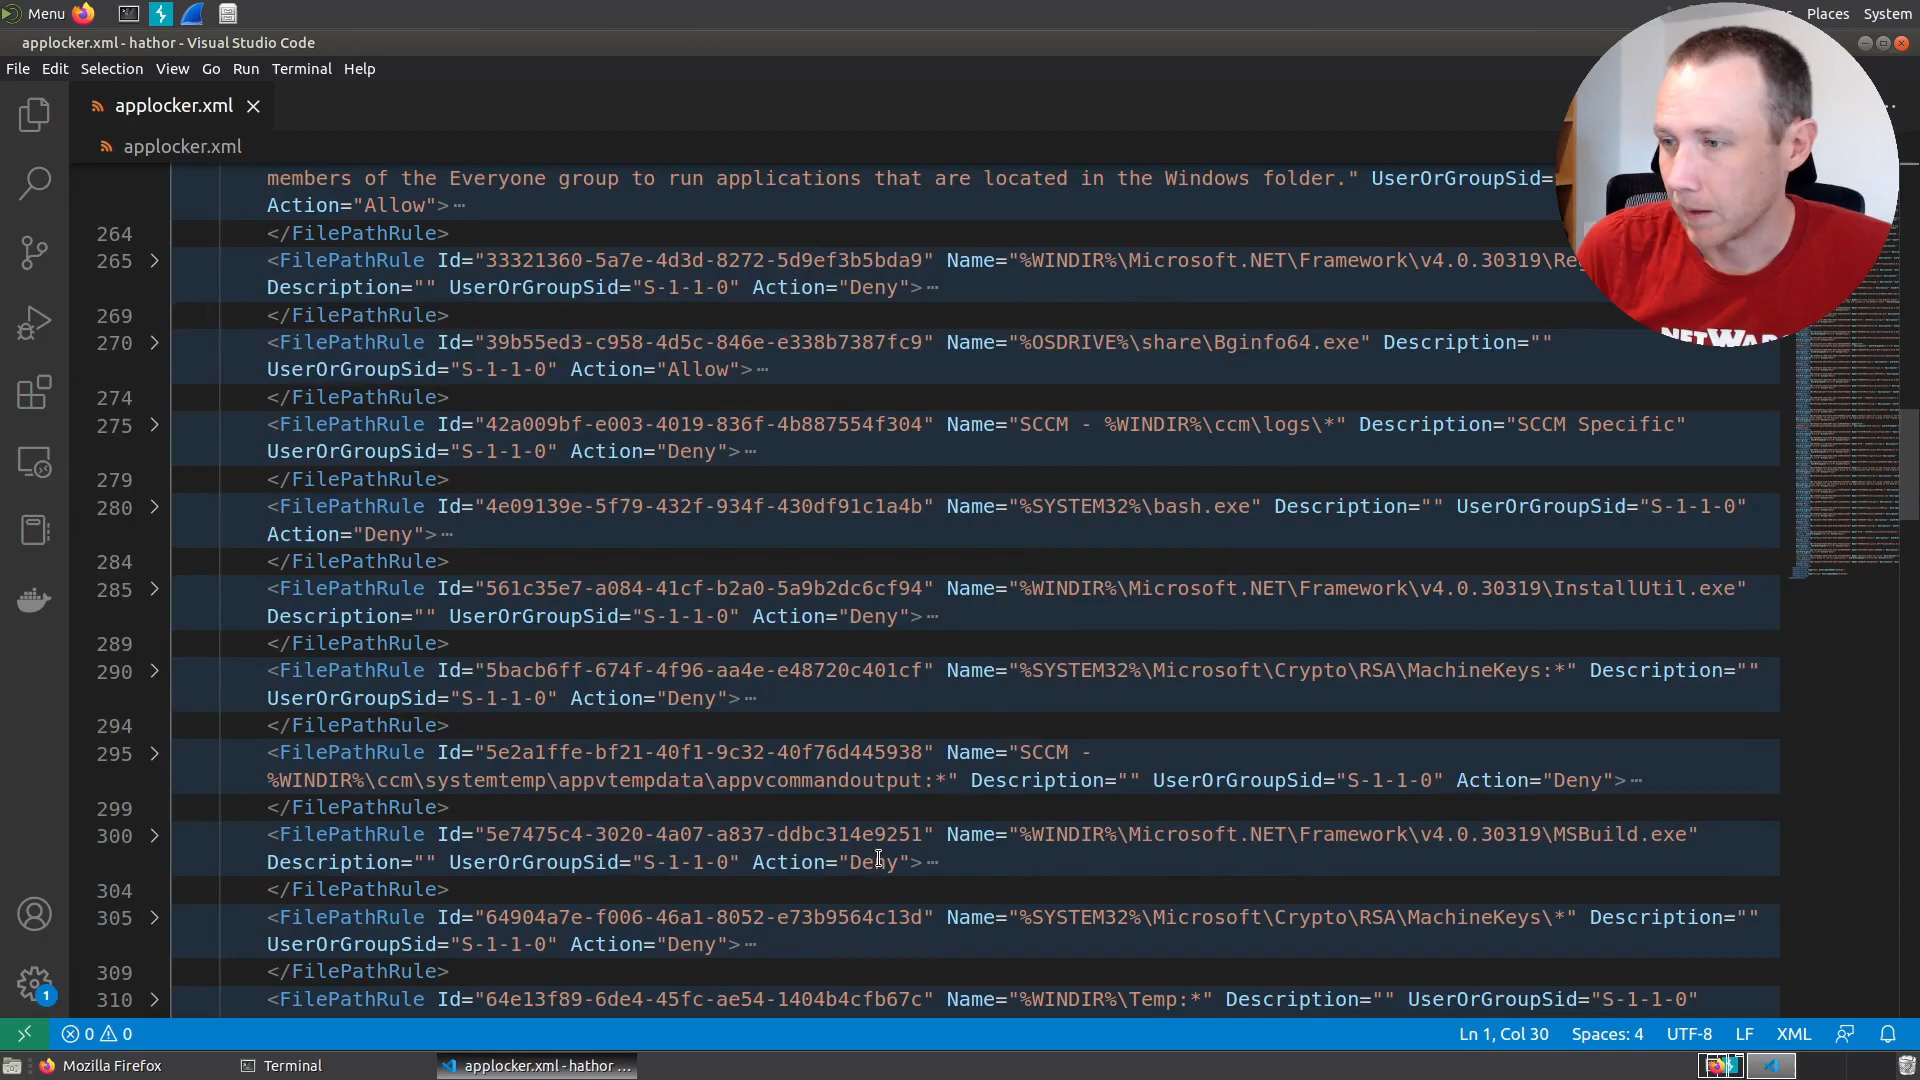 Menu
Places System
applocker.xml - hathor - Visual Studio Code
File Edit Selection View Go Run Terminal Help
applocker.xml
applocker.xml
members of the Everyone group to run applications that are located in the Windows folder." UserOrGroupSid=
Action="Allow">
264 </FilePathRule>
265 <FilePathRule Id="33321360-5a7e-4d3d-8272-5d9ef3b5bda9" Name="%WINDIR%\Microsoft.NET\Framework\v4.0.30319\
Description="" UserOrGroupSid="S-1-1-0" Action="Deny">
269 </FilePathRule>
270 <FilePathRule Id="39b55ed3-c958-4d5c-846e-e338b7387fc9" Name="%OSDRIVE%\share\Bginfo64.exe" Description=""
UserOrGroupSid="S-1-1-0" Action="Allow">
274 </FilePathRule>
275 <FilePathRule Id="42a009bf-e003-4019-836f-4b887554f304" Name="SCCM - %WINDIR%\ccm\logs\*" Description="SCCM Specific"
UserOrGroupSid="S-1-1-0" Action="Deny">
279 </FilePathRule>
280 <FilePathRule Id="4e09139e-5f79-432f-934f-430df91c1a4b" Name="%SYSTEM32%\bash.exe" Description="" UserOrGroupSid="S-1-1-0"
Action="Deny">
284 </FilePathRule>
285 <FilePathRule Id="561c35e7-a084-41cf-b2a0-5a9b2dc6cf94" Name="%WINDIR%\Microsoft.NET\Framework\v4.0.30319\InstallUtil.exe"
Description="" UserOrGroupSid="S-1-1-0" Action="Deny">
289 </FilePathRule>
290 <FilePathRule Id="5bacb6ff-674f-4f96-aa4e-e48720c401cf" Name="%SYSTEM32%\Microsoft\Crypto\RSA\MachineKeys:*" Description=""
UserOrGroupSid="S-1-1-0" Action="Deny">
294 </FilePathRule>
295 <FilePathRule Id="5e2a1ffe-bf21-40f1-9c32-40f76d445938" Name="SCCM -
%WINDIR%\ccm\systemtemp\appvtempdata\appvcommandoutput:*" Description="" UserOrGroupSid="S-1-1-0" Action="Deny">
299 </FilePathRule>
300 <FilePathRule Id="5e7475c4-3020-4a07-a837-ddbc314e9251" Name="%WINDIR%\Microsoft.NET\Framework\v4.0.30319\MSBuild.exe"
Description="" UserOrGroupSid="S-1-1-0" Action="Deny">
304 </FilePathRule>
305 <FilePathRule Id="64904a7e-f006-46a1-8052-e73b9564c13d" Name="%SYSTEM32%\Microsoft\Crypto\RSA\MachineKeys\*" Description=""
UserOrGroupSid="S-1-1-0" Action="Deny">
309 </FilePathRule>
310 <FilePathRule Id="64e13f89-6de4-45fc-ae54-1404b4cfb67c" Name="%WINDIR%\Temp:*" Description="" UserOrGroupSid="S-1-1-0"
1
0 0 Ln 1, Col 30 Spaces: 4 UTF-8 LF XML
Mozilla Firefox Terminal applocker.xml - hathor ...